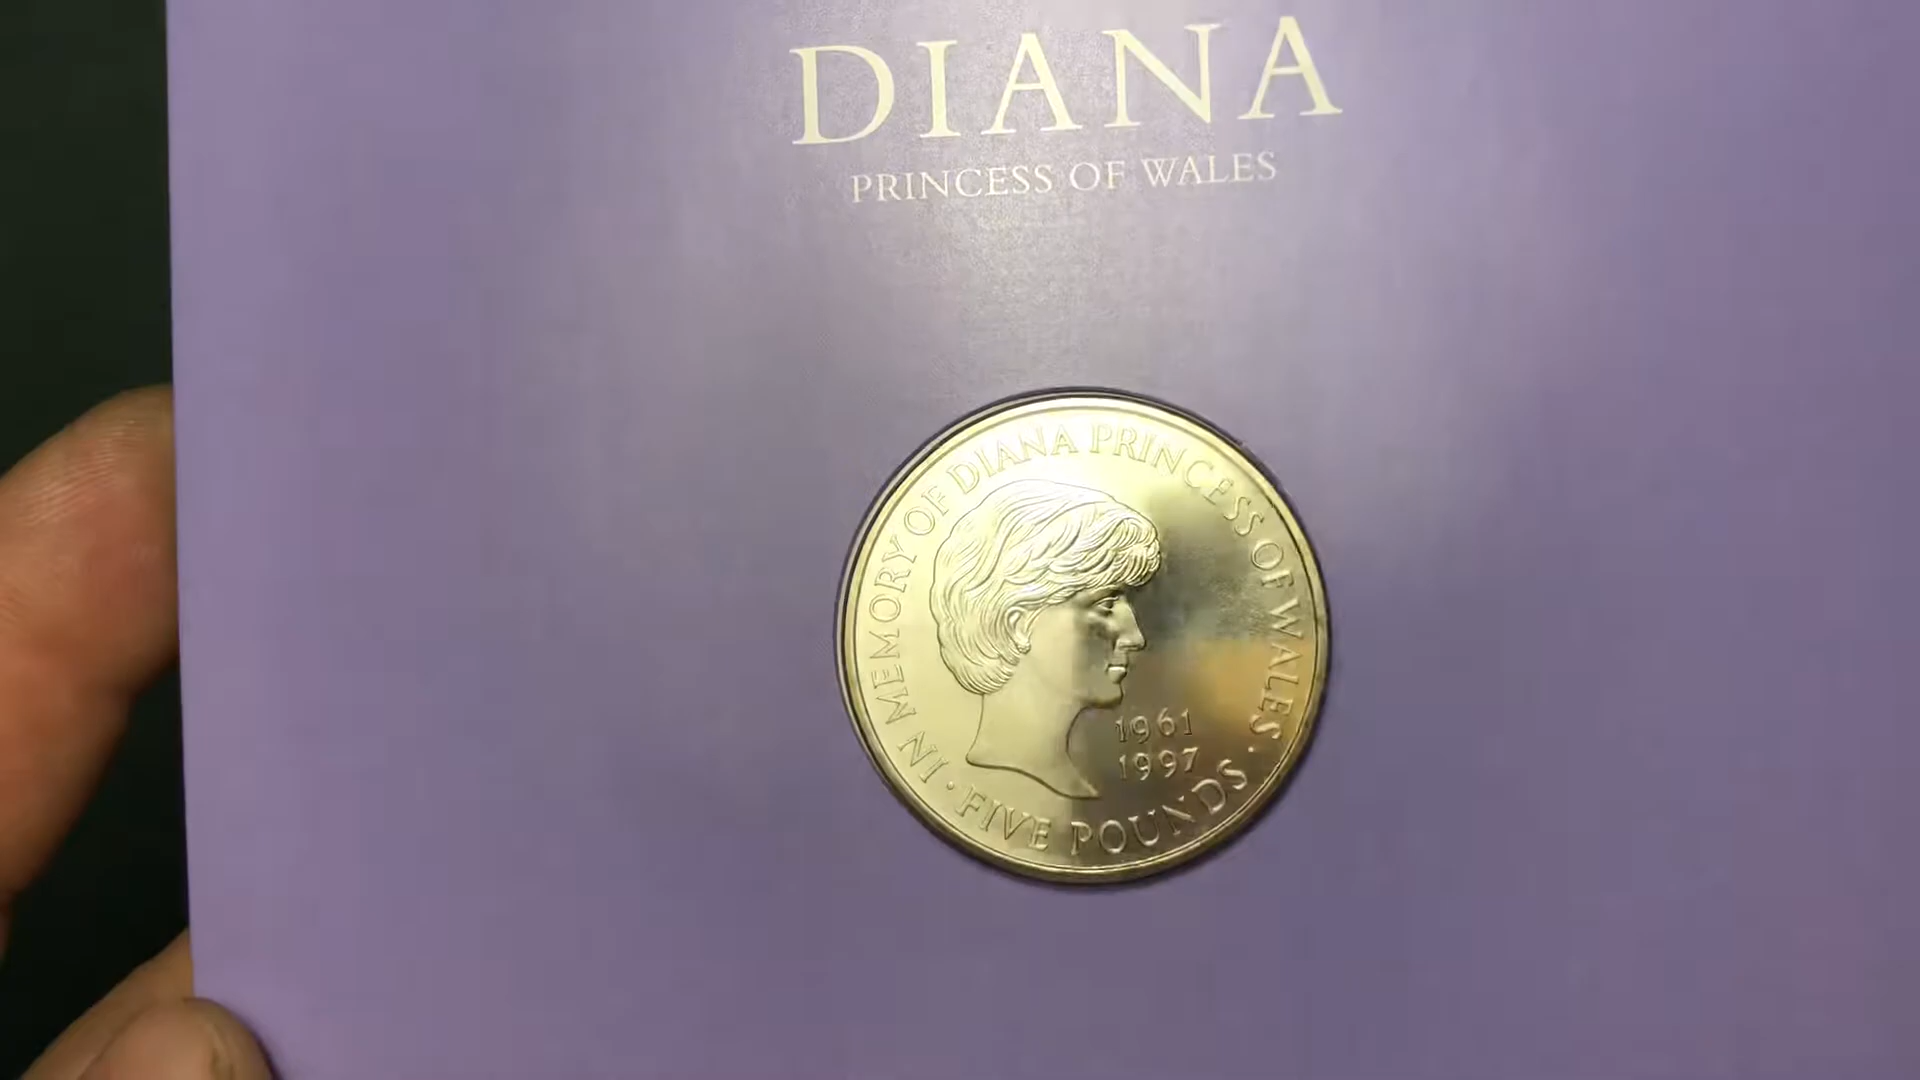 DIANA
PRINCESS OF WALES
IN MEMORY OF DIANA PRINCESS OF WALES ·
1961
1997
· FIVE POUNDS